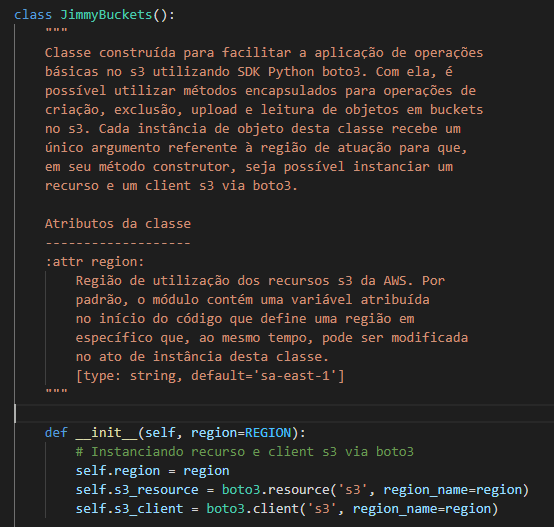 class JimmyBuckets():
"""
Classe construída para facilitar a aplicação de operações
básicas no s3 utilizando SDK Python boto3. Com ela, é
possível utilizar métodos encapsulados para operações de
criação, exclusão, upload e leitura de objetos em buckets
no s3. Cada instância de objeto desta classe recebe um
único argumento referente à região de atuação para que,
em seu método construtor, seja possível instanciar um
recurso e um client s3 via boto3.
Atributos da classe
-------------------
:attr region:
Região de utilização dos recursos s3 da AWS. Por
padrão, o módulo contém uma variável atribuída
no início do código que define uma região em
específico que, ao mesmo tempo, pode ser modificada
no ato de instância desta classe.
[type: string, default='sa-east-1']
"""
def __init__(self, region=REGION):
# Instanciando recurso e client s3 via boto3
self.region = region
self.s3_resource = boto3.resource('s3', region_name=region)
self.s3_client = boto3.client('s3', region_name=region)